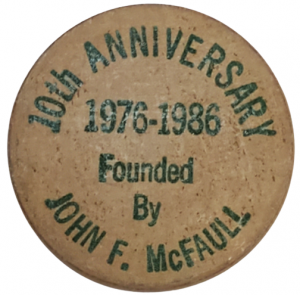 10th ANNIVERSARY
1976-1986
Founded
By
JOHN F. McFAULL